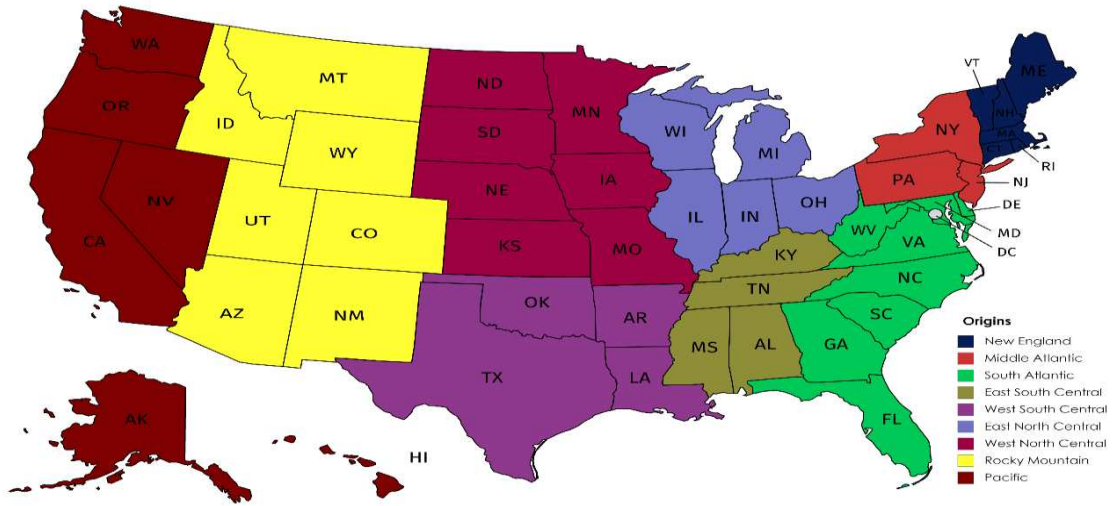 WA
MT
ND
MN
VT
ME
OR
ID
SD
WI
MI
NY
NH
MA
CT
RI
WY
NE
IA
PA
NJ
NV
UT
CO
KS
MO
IL
IN
OH
WV
VA
DE
MD
DC
CA
AZ
NM
OK
AR
KY
TN
NC
SC
TX
LA
MS
AL
GA
FL
AK
HI
Origins
New England
Middle Atlantic
South Atlantic
East South Central
West South Central
East North Central
West North Central
Rocky Mountain
Pacific